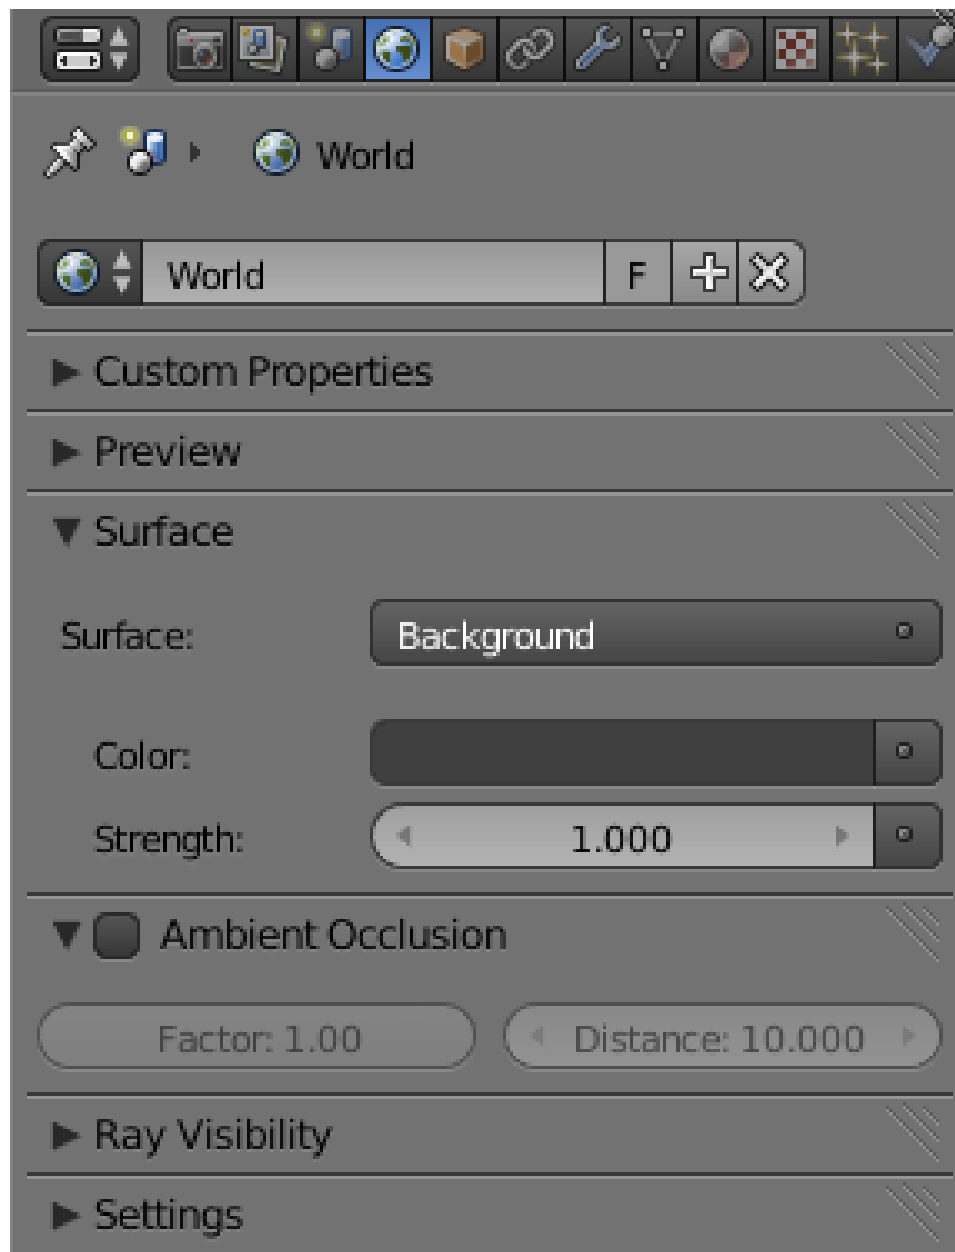 World
World F
Custom Properties
Preview
Surface
Surface: Background
Color:
Strength: 1.000
Ambient Occlusion
Factor: 1.00 Distance: 10.000
Ray Visibility
Settings